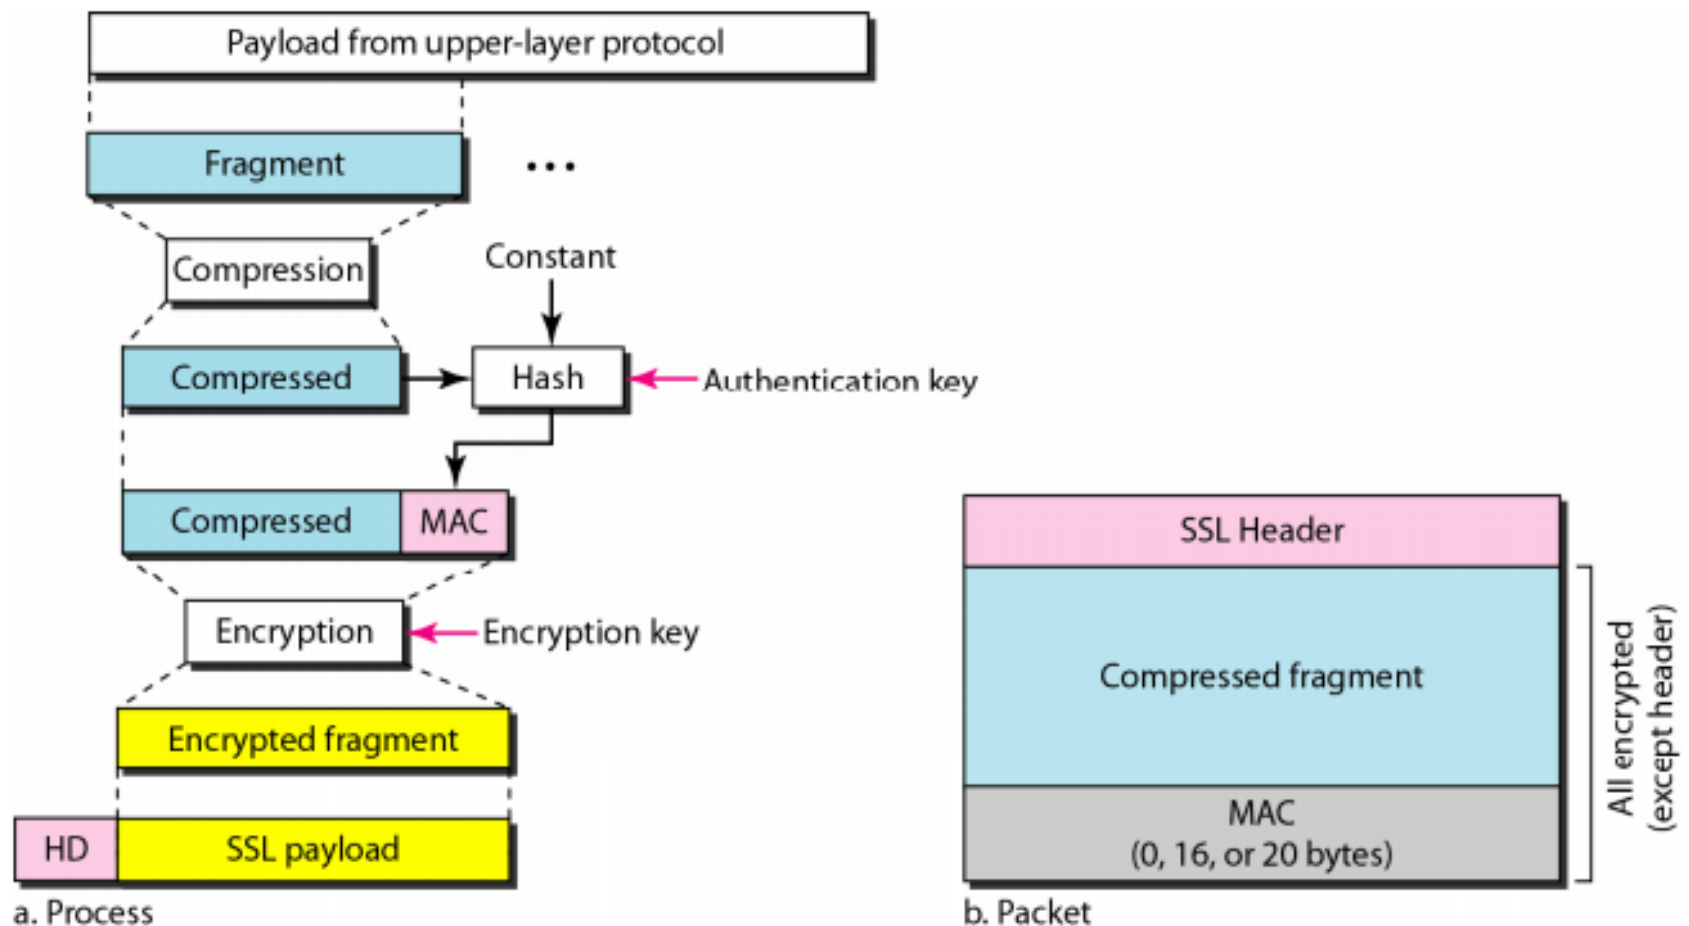 Payload from upper-layer protocol
Fragment
...
Compression
Constant
Compressed
Hash
Authentication key
Compressed
MAC
Encryption
Encryption key
Encrypted fragment
HD
SSL payload
a. Process
SSL Header
Compressed fragment
MAC
(0, 16, or 20 bytes)
All encrypted
(except header)
b. Packet